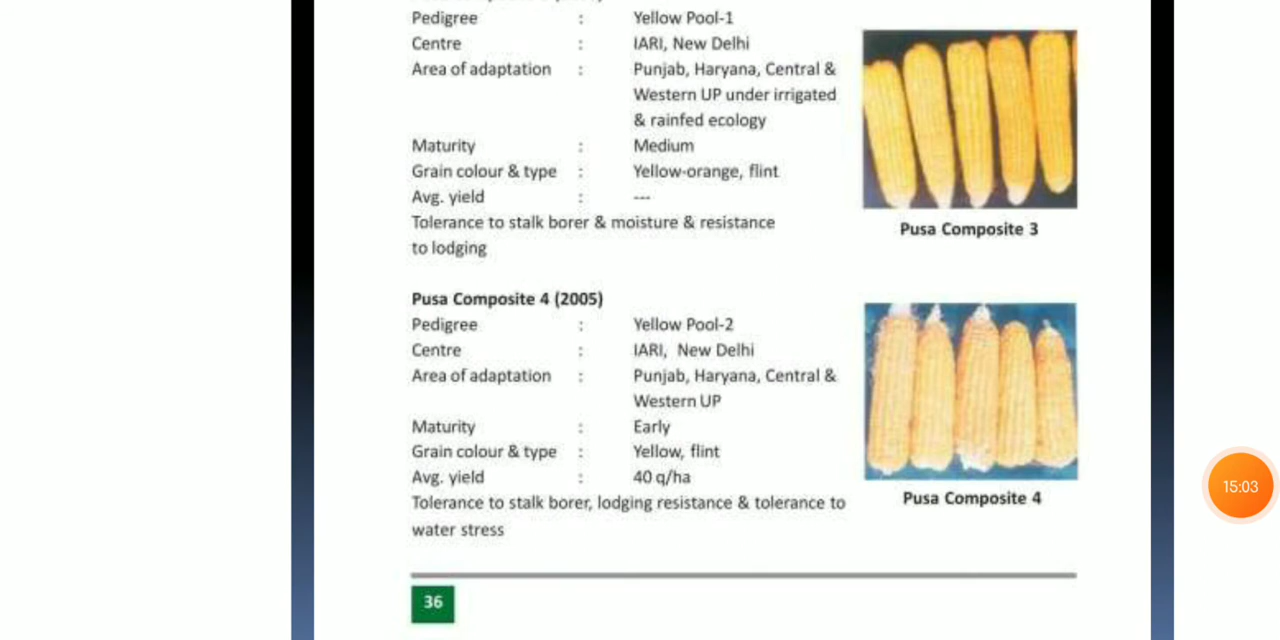 Pedigree : Yellow Pool-1
Centre : IARI, New Delhi
Area of adaptation : Punjab, Haryana, Central &
Western UP under irrigated
& rainfed ecology
Maturity : Medium
Grain colour & type : Yellow-orange, flint
Avg. yield : ---
Tolerance to stalk borer & moisture & resistance
to lodging
Pusa Composite 3
Pusa Composite 4 (2005)
Pedigree : Yellow Pool-2
Centre : IARI, New Delhi
Area of adaptation : Punjab, Haryana, Central &
Western UP
Maturity : Early
Grain colour & type : Yellow, flint
Avg. yield : 40 q/ha
Tolerance to stalk borer, lodging resistance & tolerance to
water stress
Pusa Composite 4
36
15:03